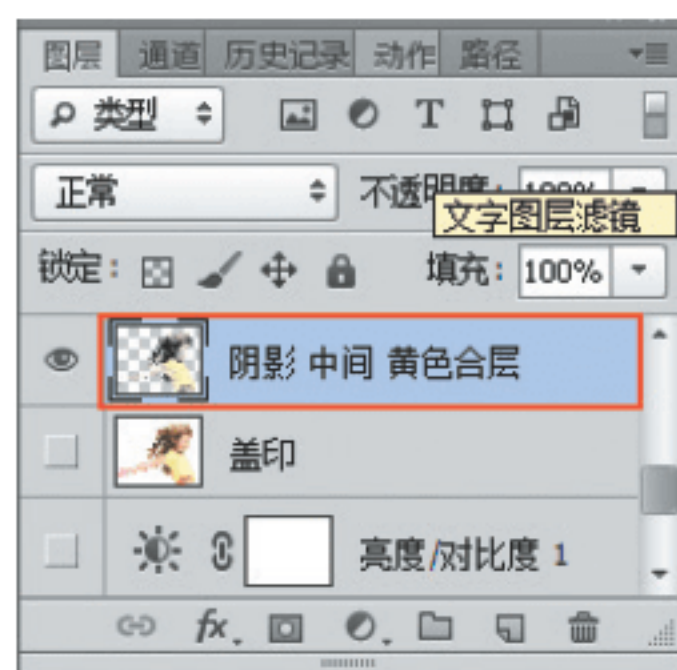 图层 通道 历史记录 动作 路径
类型 T
正常 不透明度: 100%
文字图层滤镜
锁定: 填充: 100%
阴影 中间 黄色合层
盖印
亮度/对比度 1
fx